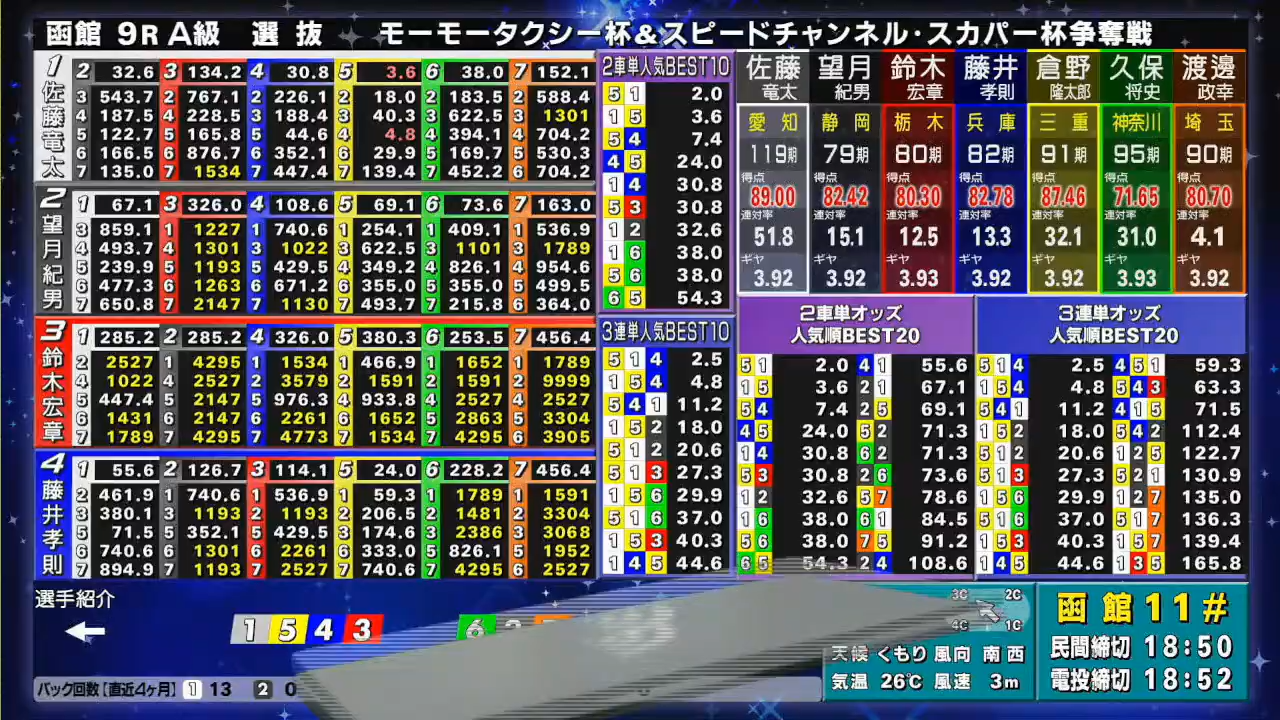 函館 9R A級 選 抜 モーモータクシー杯＆スピードチャンネル・スカパー杯争奪戦
1 佐藤竜太
2 32.6 3 134.2 4 30.8 5 3.6 6 38.0 7 152.1
3 543.7 2 767.1 2 226.1 2 18.0 2 183.5 2 588.4
4 187.5 4 228.5 3 188.4 3 40.3 3 622.5 3 1301
5 122.7 5 165.8 5 44.6 4 4.8 4 394.1 4 704.2
6 166.5 6 876.7 6 352.1 6 29.9 5 169.7 5 530.3
7 135.0 7 1534 7 447.4 7 139.4 7 452.2 6 704.2
2 望月紀男
1 67.1 3 326.0 4 108.6 5 69.1 6 73.6 7 163.0
3 859.1 1 1227 1 740.6 1 254.1 1 409.1 1 536.9
4 493.7 4 1301 3 1022 3 622.5 3 1101 3 1789
5 239.9 5 1193 5 429.5 4 349.2 4 826.1 4 954.6
6 477.3 6 1263 6 671.2 6 355.0 5 355.0 5 499.5
7 650.8 7 2147 7 1130 7 493.7 7 215.8 6 364.0
3 鈴木宏章
1 285.2 2 285.2 4 326.0 5 380.3 6 253.5 7 456.4
2 2527 1 4295 1 1534 1 466.9 1 1652 1 1789
4 1022 4 2527 2 3579 2 1591 2 1591 2 9999
5 447.4 5 2147 5 976.3 4 933.8 4 2527 4 2527
6 1431 6 2147 6 2261 6 1652 5 2863 5 3304
7 1789 7 4295 7 4773 7 1534 7 4295 6 3905
4 藤井孝則
1 55.6 2 126.7 3 114.1 5 24.0 6 228.2 7 456.4
2 461.9 1 740.6 1 536.9 1 59.3 1 1789 1 1591
3 380.1 3 1193 2 1193 2 206.5 2 1481 2 3304
5 71.5 5 352.1 5 429.5 3 174.6 3 2386 3 3068
6 740.6 6 1301 6 2261 6 333.0 5 826.1 5 1952
7 894.9 7 1193 7 2527 7 740.6 7 4295 6 2527
2車単人気BEST10
5 1 2.0
1 5 3.6
5 4 7.4
4 5 24.0
1 4 30.8
5 3 30.8
1 2 32.6
1 6 38.0
5 6 38.0
6 5 54.3
3連単人気BEST10
5 1 4 2.5
1 5 4 4.8
5 4 1 11.2
1 5 2 18.0
5 1 2 20.6
5 1 3 27.3
1 5 6 29.9
5 1 6 37.0
1 5 3 40.3
1 4 5 44.6
佐藤 望月 鈴木 藤井 倉野 久保 渡邊
竜太 紀男 宏章 孝則 隆太郎 将史 政幸
愛知 静岡 栃木 兵庫 三重 神奈川 埼玉
119期 79期 80期 82期 91期 95期 90期
得点 得点 得点 得点 得点 得点 得点
89.00 82.42 80.30 82.78 87.46 71.65 80.70
連対率 連対率 連対率 連対率 連対率 連対率 連対率
51.8 15.1 12.5 13.3 32.1 31.0 4.1
ギヤ ギヤ ギヤ ギヤ ギヤ ギヤ ギヤ
3.92 3.92 3.93 3.92 3.92 3.93 3.92
2車単オッズ
人気順BEST20
5 1 2.0 4 1 55.6
1 5 3.6 2 1 67.1
5 4 7.4 2 5 69.1
4 5 24.0 5 2 71.3
1 4 30.8 6 2 71.3
5 3 30.8 2 6 73.6
1 2 32.6 5 7 78.6
1 6 38.0 6 1 84.5
5 6 38.0 7 5 91.2
6 5 54.3 2 4 108.6
3連単オッズ
人気順BEST20
5 1 4 2.5 4 5 1 59.3
1 5 4 4.8 5 4 3 63.3
5 4 1 11.2 4 1 5 71.5
1 5 2 18.0 5 4 2 112.4
5 1 2 20.6 1 2 5 122.7
5 1 3 27.3 5 2 1 130.9
1 5 6 29.9 1 2 7 135.0
5 1 6 37.0 5 1 7 136.3
1 5 3 40.3 1 5 7 139.4
1 4 5 44.6 1 3 5 165.8
選手紹介
← 1 5 4 3 6
バック回数【直近4ヶ月】 1 13 2 0
3C 2C
4C 1C
天候 くもり 風向 南西
気温 26℃ 風速 3m
函館11#
民間締切 18:50
電投締切 18:52